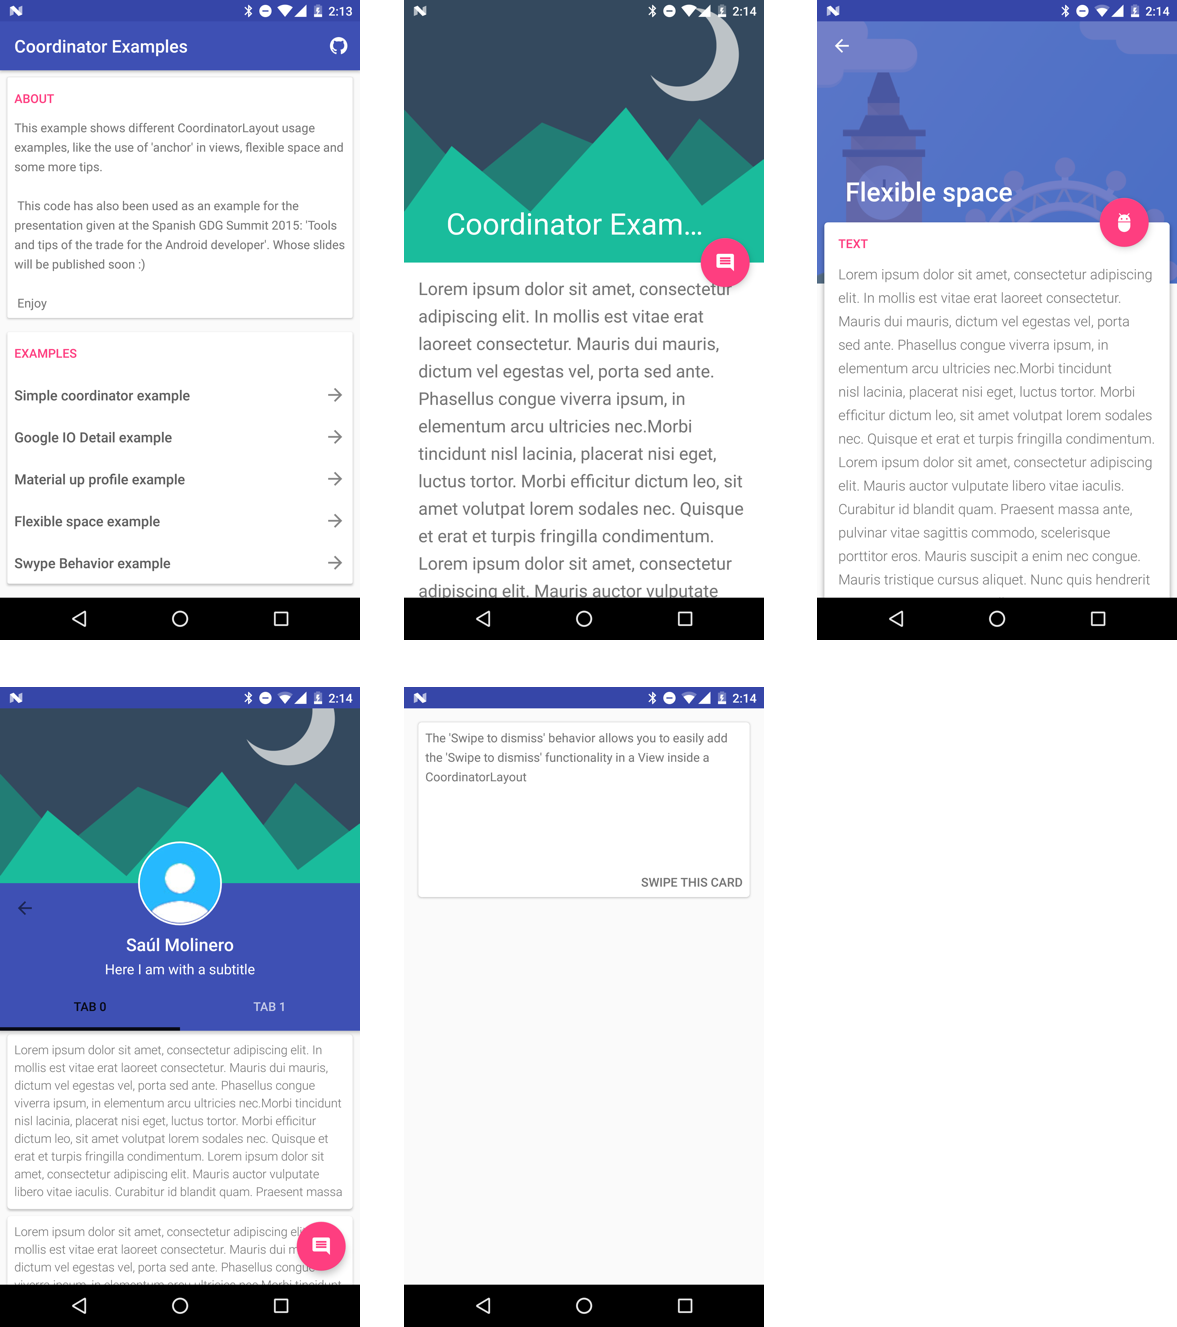 2:13
Coordinator Examples
ABOUT
This example shows different CoordinatorLayout usage
examples, like the use of 'anchor' in views, flexible space and
some more tips.
This code has also been used as an example for the
presentation given at the Spanish GDG Summit 2015: 'Tools
and tips of the trade for the Android developer'. Whose slides
will be published soon :)
Enjoy
EXAMPLES
Simple coordinator example
Google IO Detail example
Material up profile example
Flexible space example
Swype Behavior example
2:14
Coordinator Exam...
Lorem ipsum dolor sit amet, consectetur
adipiscing elit. In mollis est vitae erat
laoreet consectetur. Mauris dui mauris,
dictum vel egestas vel, porta sed ante.
Phasellus congue viverra ipsum, in
elementum arcu ultricies nec.Morbi
tincidunt nisl lacinia, placerat nisi eget,
luctus tortor. Morbi efficitur dictum leo, sit
amet volutpat lorem sodales nec. Quisque
et erat et turpis fringilla condimentum.
Lorem ipsum dolor sit amet, consectetur
adipiscing elit. Mauris auctor vulputate
2:14
Flexible space
TEXT
Lorem ipsum dolor sit amet, consectetur adipiscing
elit. In mollis est vitae erat laoreet consectetur.
Mauris dui mauris, dictum vel egestas vel, porta
sed ante. Phasellus congue viverra ipsum, in
elementum arcu ultricies nec.Morbi tincidunt
nisl lacinia, placerat nisi eget, luctus tortor. Morbi
efficitur dictum leo, sit amet volutpat lorem sodales
nec. Quisque et erat et turpis fringilla condimentum.
Lorem ipsum dolor sit amet, consectetur adipiscing
elit. Mauris auctor vulputate libero vitae iaculis.
Curabitur id blandit quam. Praesent massa ante,
pulvinar vitae sagittis commodo, scelerisque
porttitor eros. Mauris suscipit a enim nec congue.
Mauris tristique cursus aliquet. Nunc quis hendrerit
2:14
Saúl Molinero
Here I am with a subtitle
TAB 0
TAB 1
Lorem ipsum dolor sit amet, consectetur adipiscing elit. In
mollis est vitae erat laoreet consectetur. Mauris dui mauris,
dictum vel egestas vel, porta sed ante. Phasellus congue
viverra ipsum, in elementum arcu ultricies nec.Morbi tincidunt
nisl lacinia, placerat nisi eget, luctus tortor. Morbi efficitur
dictum leo, sit amet volutpat lorem sodales nec. Quisque et
erat et turpis fringilla condimentum. Lorem ipsum dolor sit
amet, consectetur adipiscing elit. Mauris auctor vulputate
libero vitae iaculis. Curabitur id blandit quam. Praesent massa
Lorem ipsum dolor sit amet, consectetur adipiscing
mollis est vitae erat laoreet consectetur. Mauris dui
dictum vel egestas vel, porta sed ante. Phasellus congue
viverra ipsum, in elementum arcu ultricies nec.Morbi tincidunt
2:14
The 'Swipe to dismiss' behavior allows you to easily add
the 'Swipe to dismiss' functionality in a View inside a
CoordinatorLayout
SWIPE THIS CARD